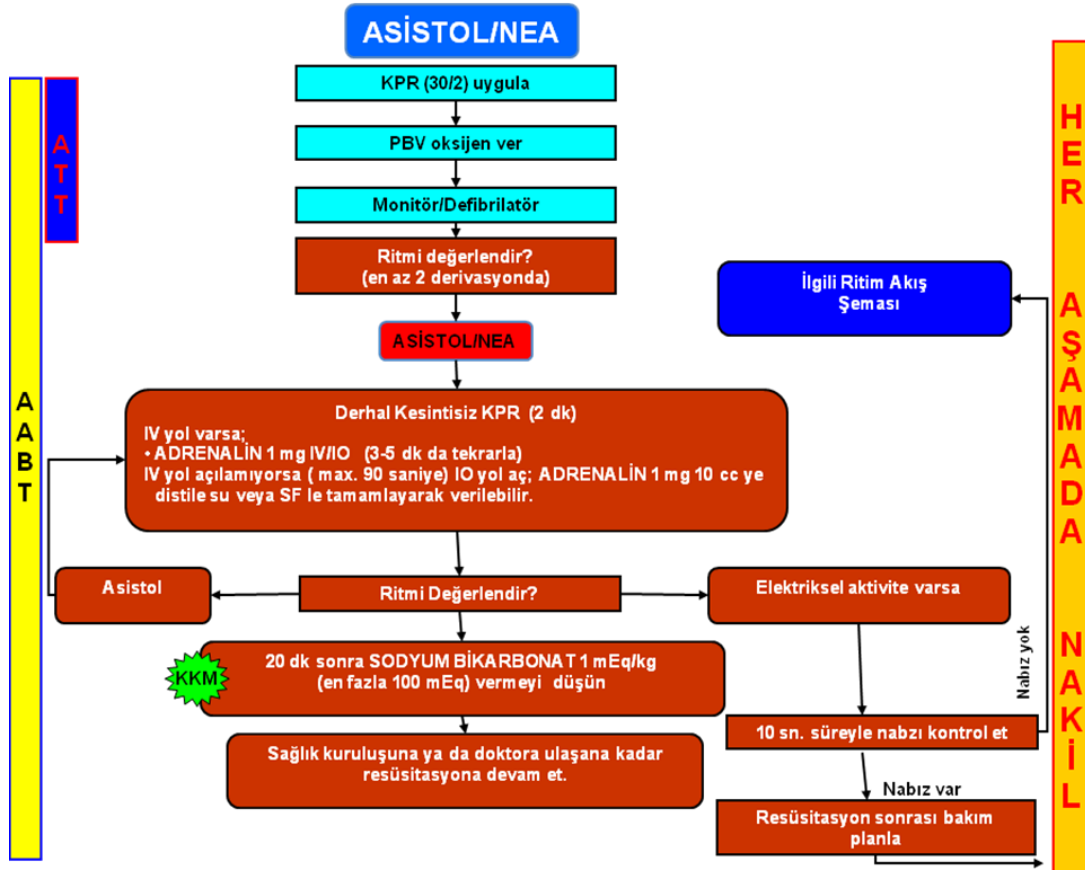 ASİSTOL/NEA
KPR (30/2) uygula
PBV oksijen ver
Monitör/Defibrilatör
Ritmi değerlendir?
(en az 2 derivasyonda)
ASİSTOL/NEA
Derhal Kesintisiz KPR (2 dk)
IV yol varsa;
• ADRENALİN 1 mg IV/IO (3-5 dk da tekrarla)
IV yol açılamıyorsa ( max. 90 saniye) IO yol aç; ADRENALİN 1 mg 10 cc ye
distile su veya SF le tamamlayarak verilebilir.
Asistol
Ritmi Değerlendir?
Elektriksel aktivite varsa
KKM
20 dk sonra SODYUM BİKARBONAT 1 mEq/kg
(en fazla 100 mEq) vermeyi düşün
Sağlık kuruluşuna ya da doktora ulaşana kadar
resüsitasyona devam et.
İlgili Ritim Akış
Şeması
Nabız yok
10 sn. süreyle nabzı kontrol et
Nabız var
Resüsitasyon sonrası bakım
planla
ATT
AABT
HER AŞAMADA NAKİL